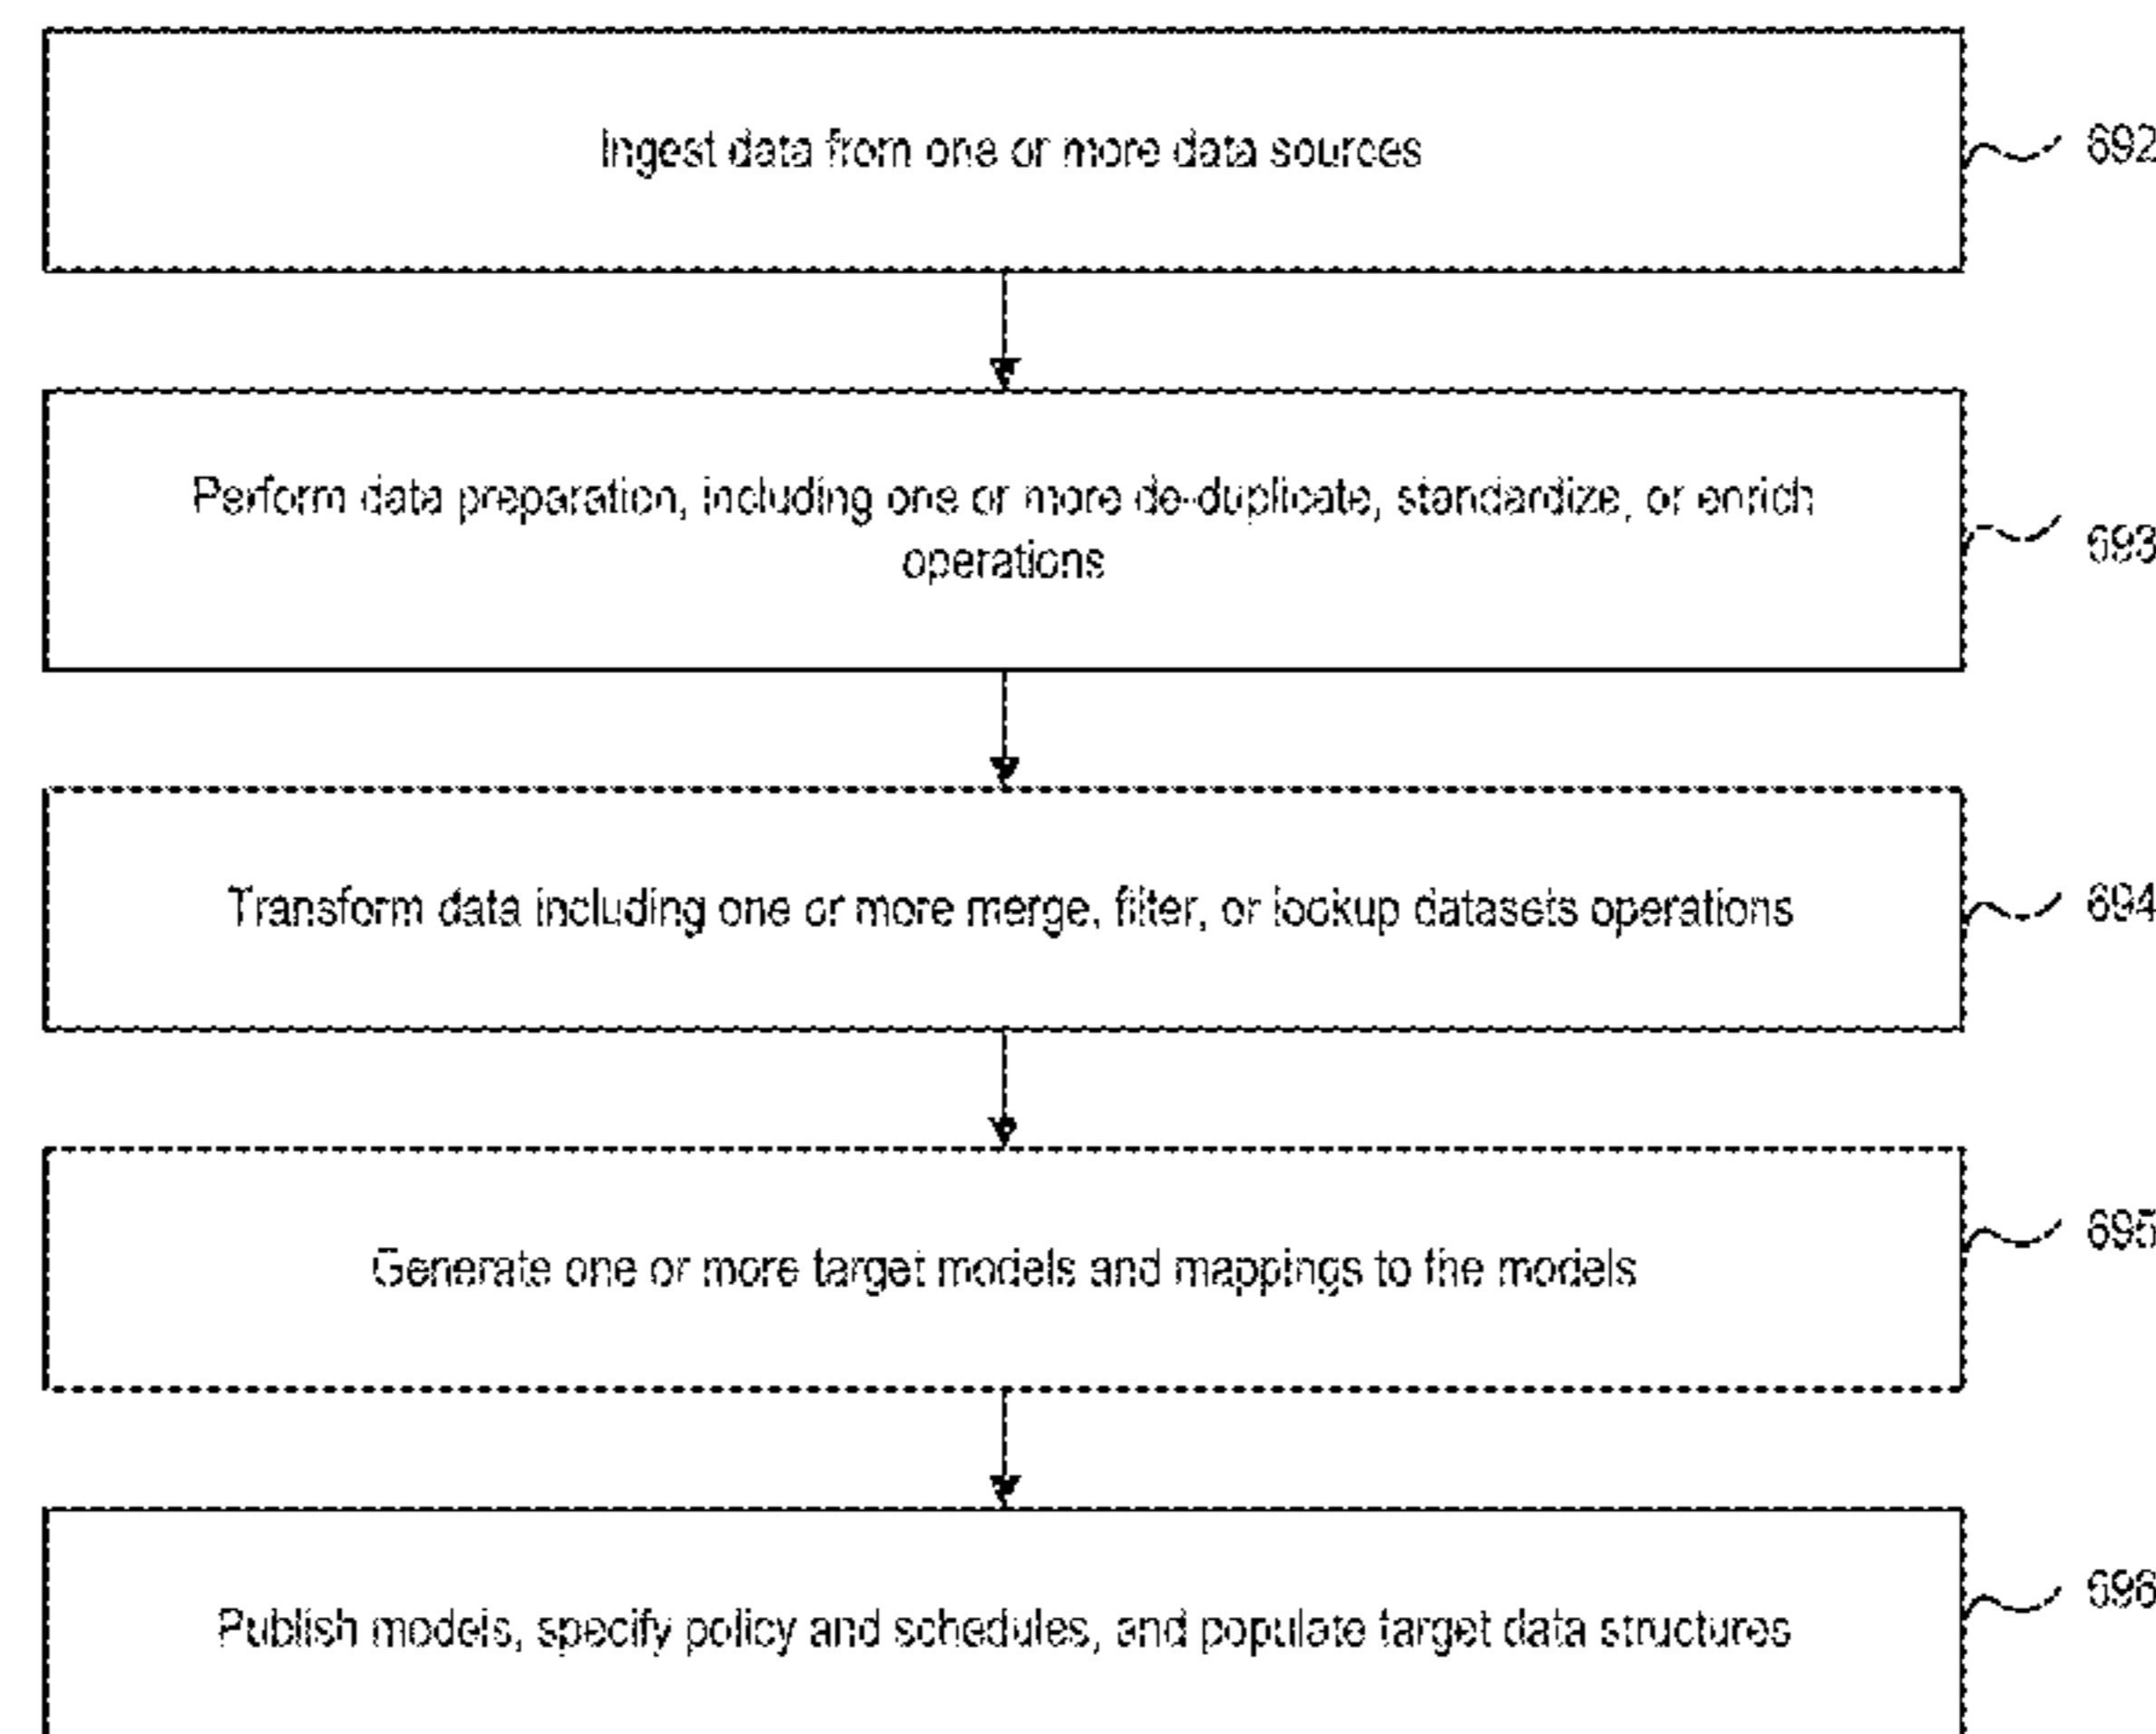 Ingest data from one or more data sources
692
Perform data preparation, including one or more de-duplicate, standardize, or enrich
operations
693
Transform data including one or more merge, filter, or lookup datasets operations
694
Generate one or more target models and mappings to the models
695
Publish models, specify policy and schedules, and populate target data structures
696